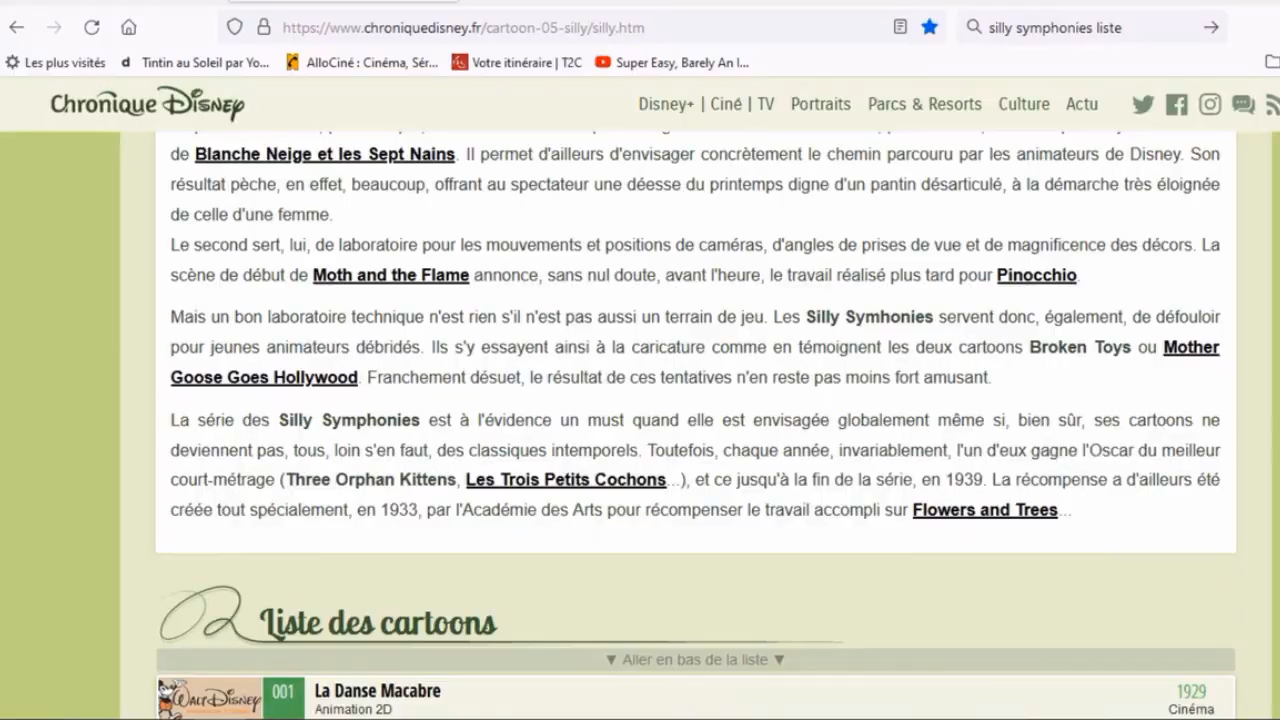 https://www.chroniquedisney.fr/cartoon-05-silly/silly.htm
silly symphonies liste
Les plus visités
d Tintin au Soleil par Yo...
AlloCiné : Cinéma, Sér...
Votre itinéraire | T2C
Super Easy, Barely An I...
Chronique Disney
Disney+ | Ciné | TV Portraits Parcs & Resorts Culture Actu
de Blanche Neige et les Sept Nains. Il permet d'ailleurs d'envisager concrètement le chemin parcouru par les animateurs de Disney. Son
résultat pèche, en effet, beaucoup, offrant au spectateur une déesse du printemps digne d'un pantin désarticulé, à la démarche très éloignée
de celle d'une femme.
Le second sert, lui, de laboratoire pour les mouvements et positions de caméras, d'angles de prises de vue et de magnificence des décors. La
scène de début de Moth and the Flame annonce, sans nul doute, avant l'heure, le travail réalisé plus tard pour Pinocchio.
Mais un bon laboratoire technique n'est rien s'il n'est pas aussi un terrain de jeu. Les Silly Symhonies servent donc, également, de défouloir
pour jeunes animateurs débridés. Ils s'y essayent ainsi à la caricature comme en témoignent les deux cartoons Broken Toys ou Mother
Goose Goes Hollywood. Franchement désuet, le résultat de ces tentatives n'en reste pas moins fort amusant.
La série des Silly Symphonies est à l'évidence un must quand elle est envisagée globalement même si, bien sûr, ses cartoons ne
deviennent pas, tous, loin s'en faut, des classiques intemporels. Toutefois, chaque année, invariablement, l'un d'eux gagne l'Oscar du meilleur
court-métrage (Three Orphan Kittens, Les Trois Petits Cochons...), et ce jusqu'à la fin de la série, en 1939. La récompense a d'ailleurs été
créée tout spécialement, en 1933, par l'Académie des Arts pour récompenser le travail accompli sur Flowers and Trees...
Liste des cartoons
▼ Aller en bas de la liste ▼
WALT DISNEY
001
La Danse Macabre
1929
Animation 2D
Cinéma